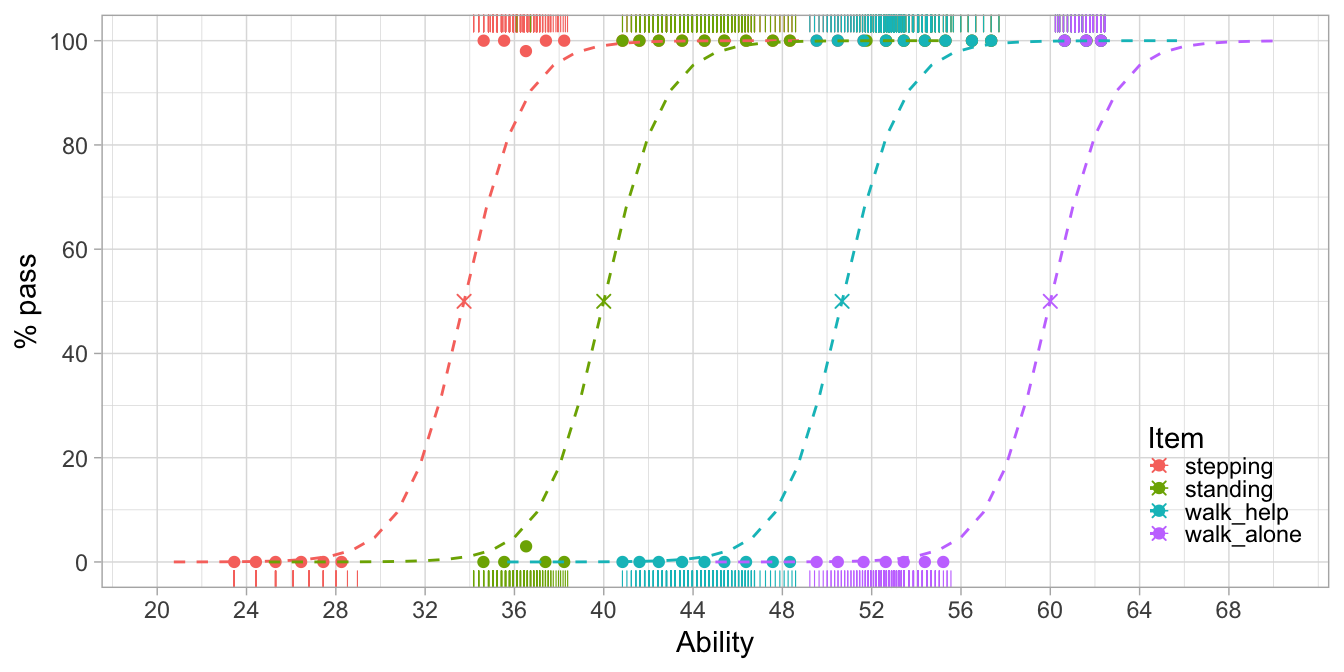 100
80
60
40
20
0
% pass
20 24 28 32 36 40 44 48 52 56 60 64 68
Ability
Item
stepping
standing
walk_help
walk_alone